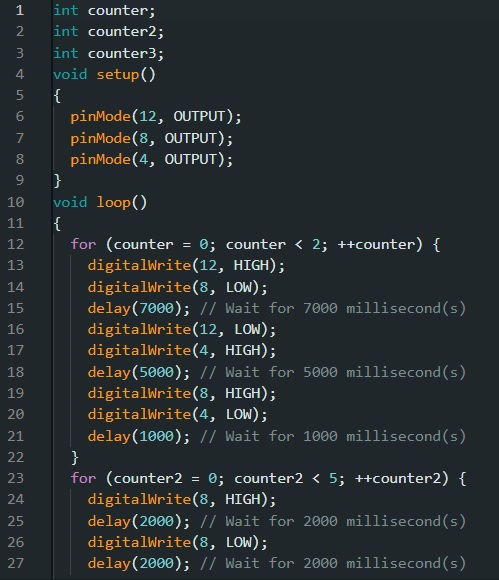 1 int counter;
2 int counter2;
3 int counter3;
4 void setup()
5 {
6   pinMode(12, OUTPUT);
7   pinMode(8, OUTPUT);
8   pinMode(4, OUTPUT);
9 }
10 void loop()
11 {
12   for (counter = 0; counter < 2; ++counter) {
13     digitalWrite(12, HIGH);
14     digitalWrite(8, LOW);
15     delay(7000); // Wait for 7000 millisecond(s)
16     digitalWrite(12, LOW);
17     digitalWrite(4, HIGH);
18     delay(5000); // Wait for 5000 millisecond(s)
19     digitalWrite(8, HIGH);
20     digitalWrite(4, LOW);
21     delay(1000); // Wait for 1000 millisecond(s)
22   }
23   for (counter2 = 0; counter2 < 5; ++counter2) {
24     digitalWrite(8, HIGH);
25     delay(2000); // Wait for 2000 millisecond(s)
26     digitalWrite(8, LOW);
27     delay(2000); // Wait for 2000 millisecond(s)